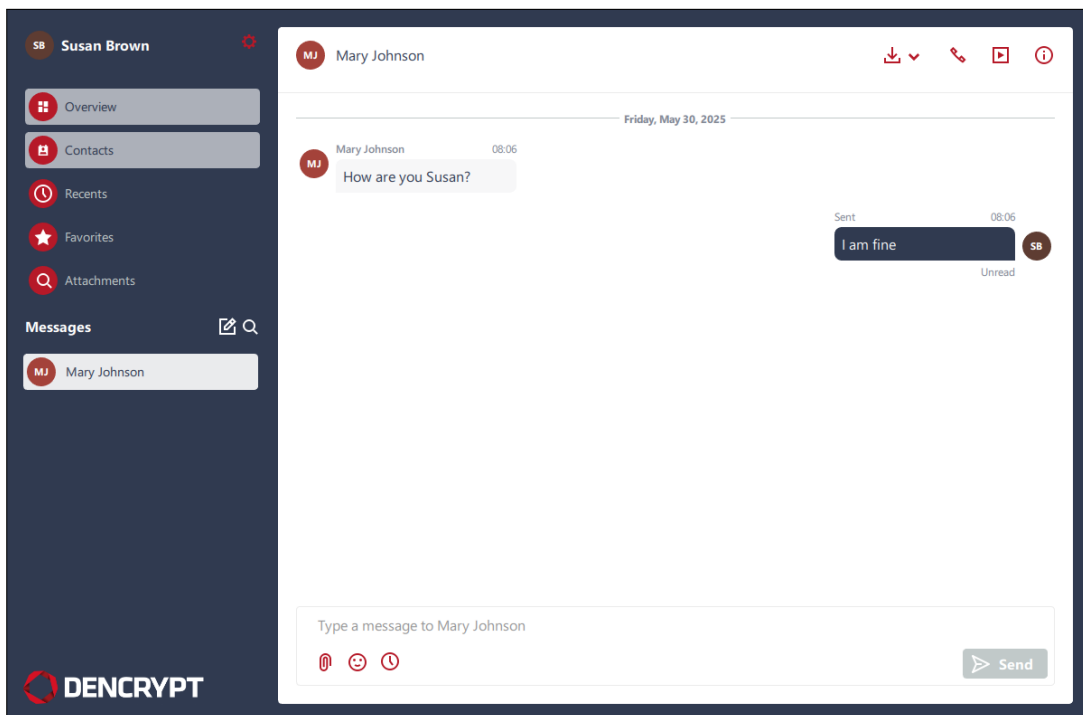 SB Susan Brown
Overview
Contacts
Recents
Favorites
Attachments
Messages
MJ Mary Johnson
DENCRYPT
MJ Mary Johnson
Friday, May 30, 2025
Mary Johnson 08:06
MJ
How are you Susan?
Sent 08:06
I am fine
SB
Unread
Type a message to Mary Johnson
Send